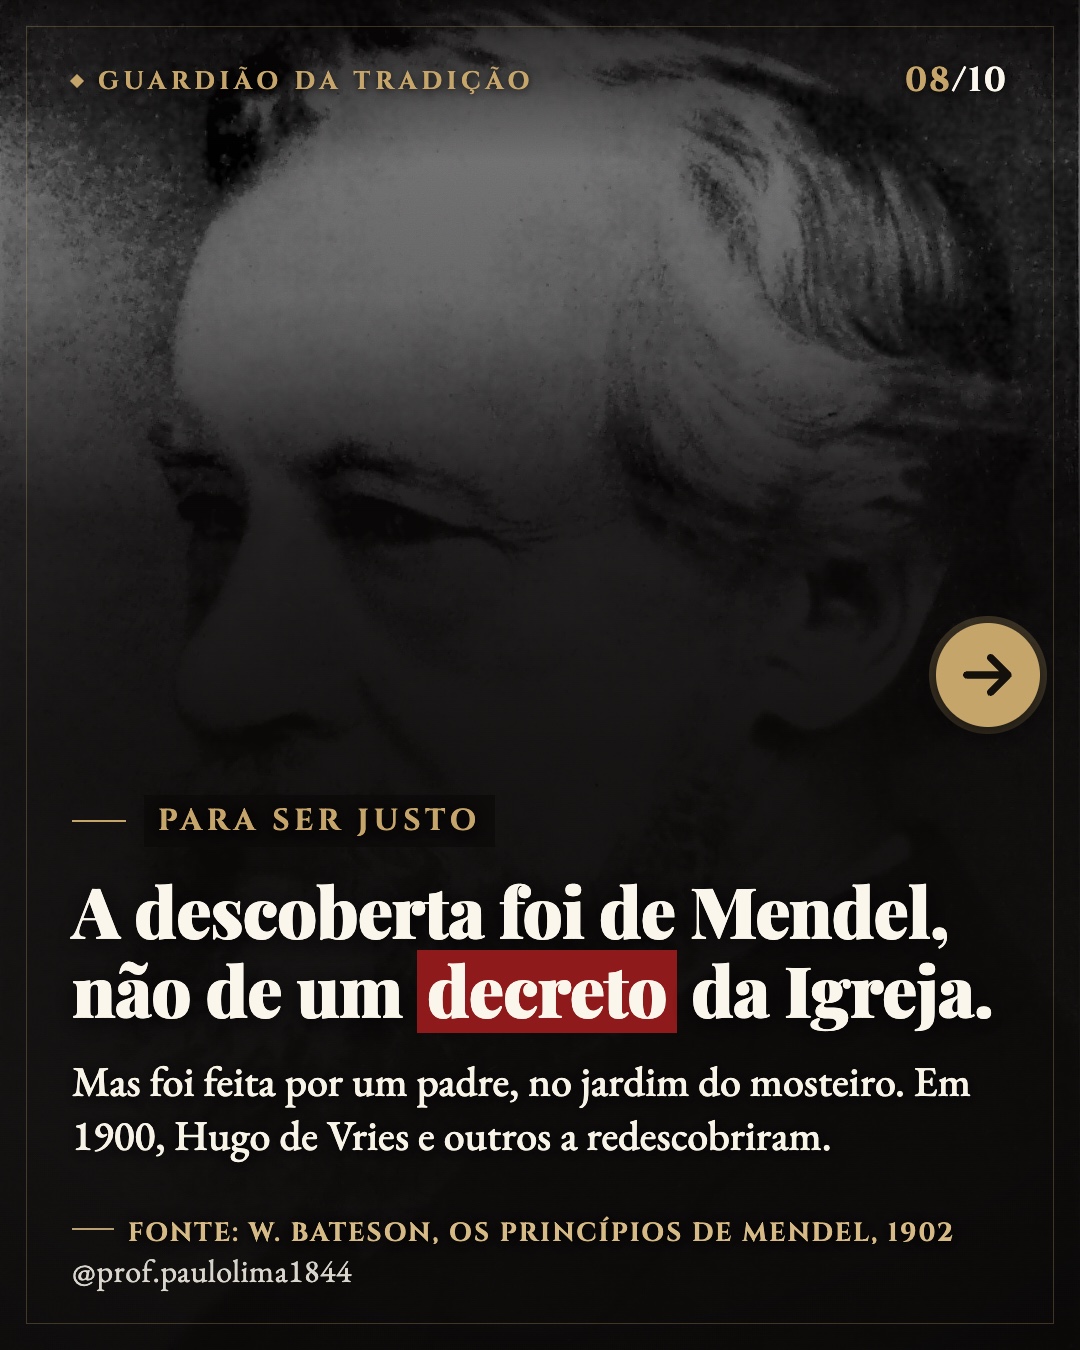 GUARDIÃO DA TRADIÇÃO
08/10
PARA SER JUSTO
A descoberta foi de Mendel,
não de um decreto da Igreja.
Mas foi feita por um padre, no jardim do mosteiro. Em
1900, Hugo de Vries e outros a redescobriram.
FONTE: W. BATESON, OS PRINCÍPIOS DE MENDEL, 1902
@prof.paulolima1844